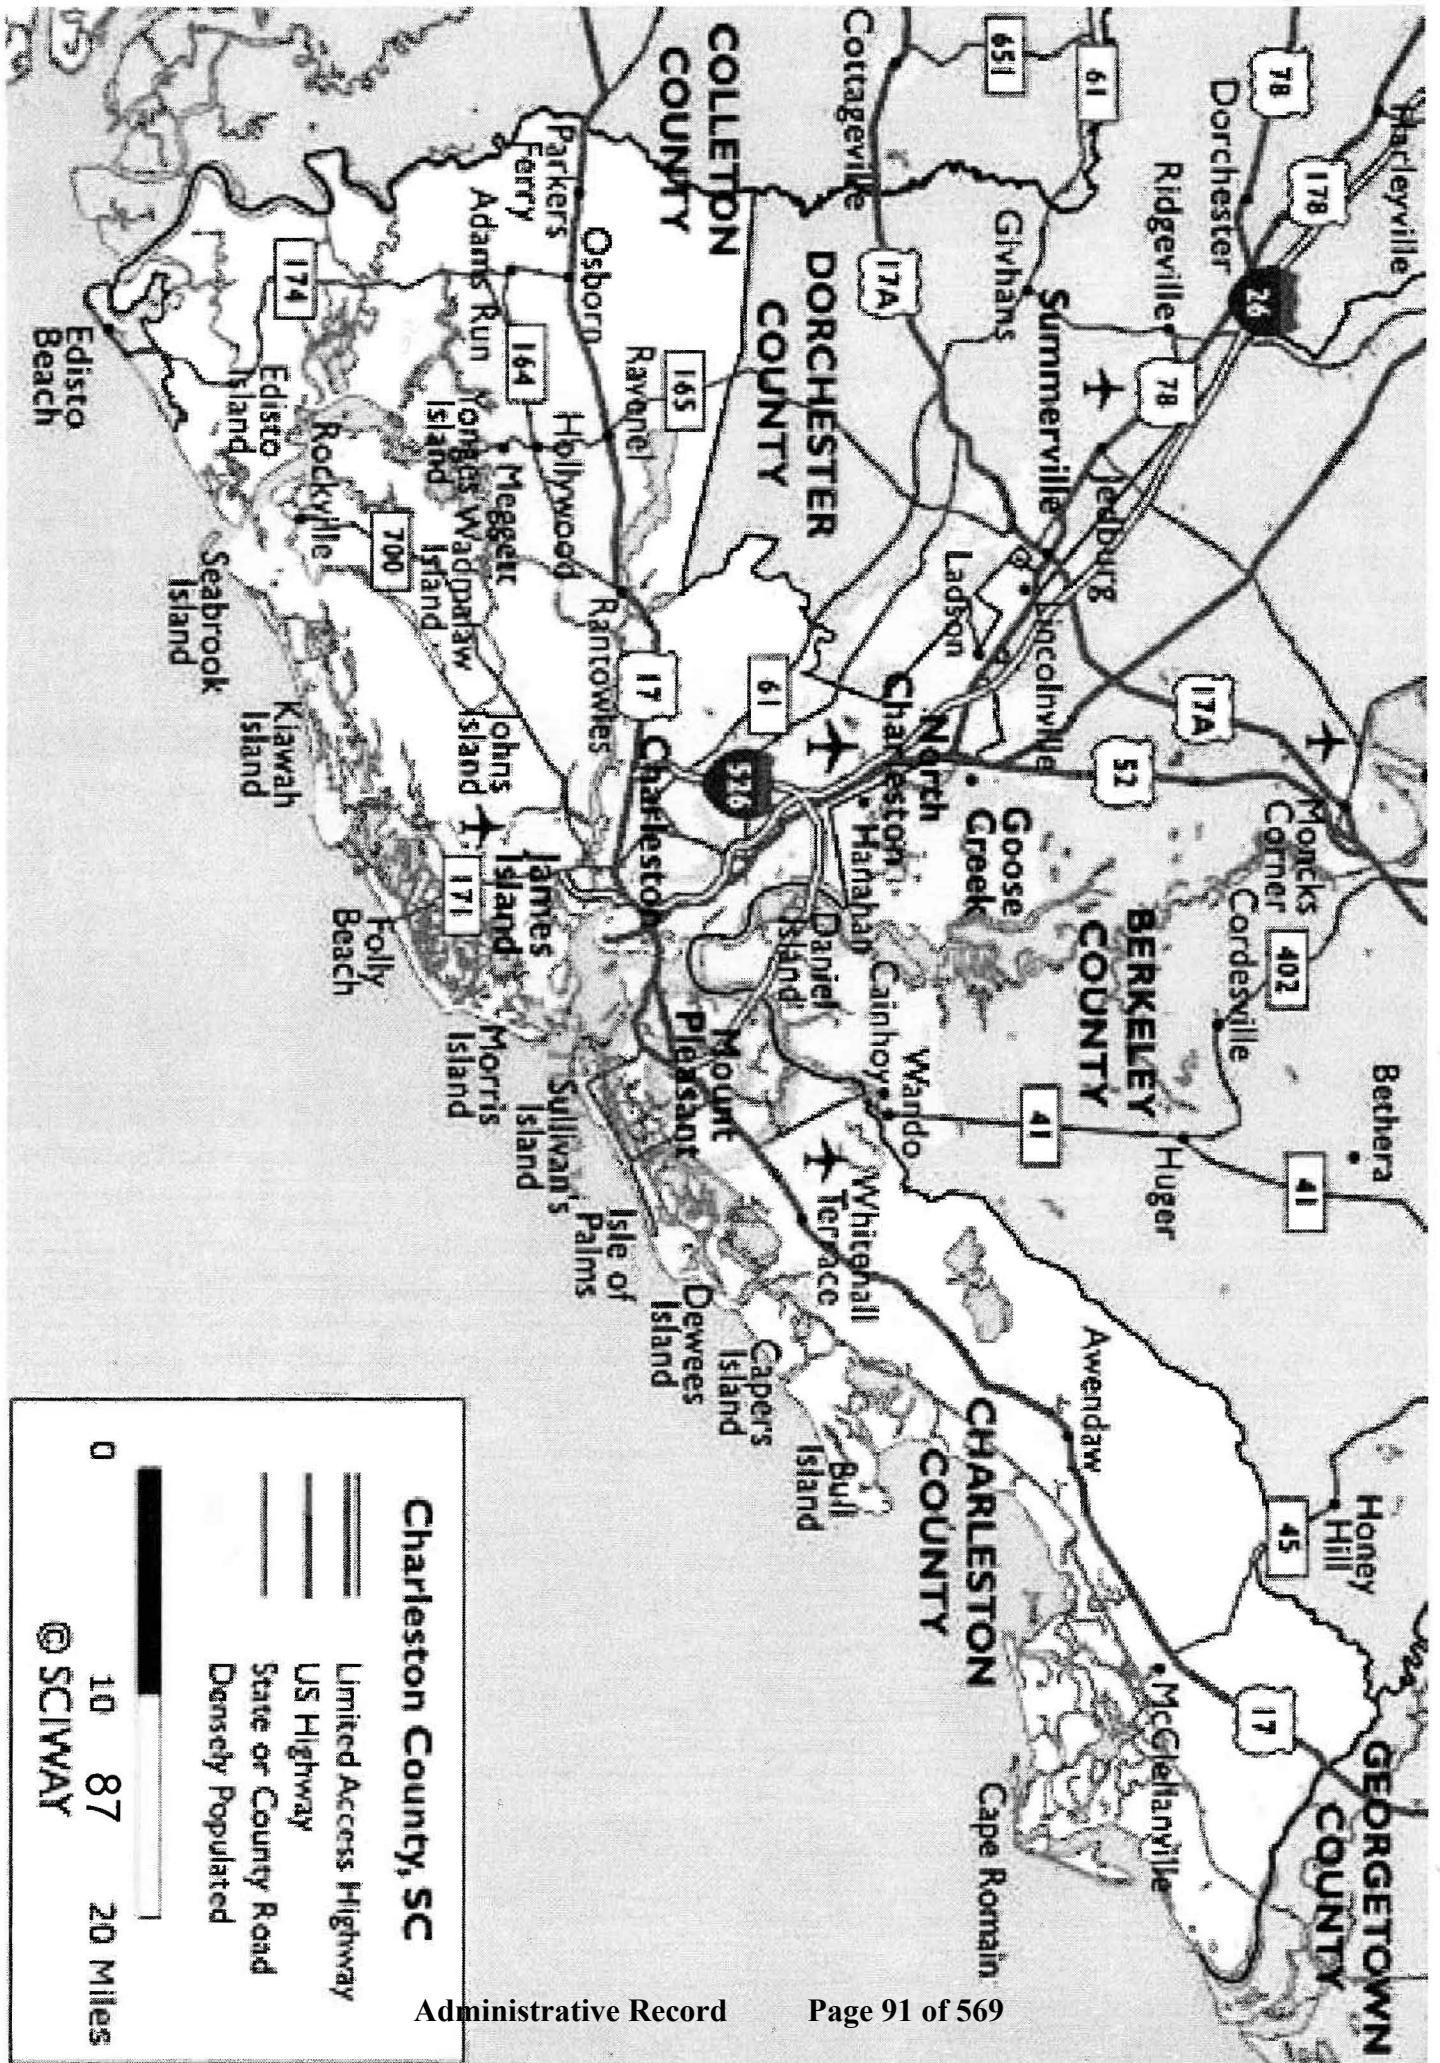 Harleyville
178
78
Dorchester
26
Ridgeville
61
651
78
Givhans
Cottageville
17A
Summerville
Jedburg
COLLETON
COUNTY
DORCHESTER
COUNTY
Lincolnville
Ladson
17A
52
Moncks
Corner
Cordesville
402
Bethera
BERKELEY
COUNTY
Goose
Creek
North
Charleston
Hanahan
61
526
Daniel
Island
Cainhoy
Wando
41
Huger
41
Parkers
Ferry
Osborn
Adams Run
164
165
Ravenel
Hollywood
Meggett
Yonges
Island
Wadmalaw
Island
Rantowles
17
Charleston
Johns
Island
James
Island
171
174
Edisto
Island
Edisto
Beach
Rockville
700
Seabrook
Island
Kiawah
Island
Folly
Beach
Morris
Island
Sullivan's
Island
Mount
Pleasant
Isle of
Palms
Dewees
Island
Capers
Island
Bull
Island
Whitehall
Terrace
Awendaw
CHARLESTON
COUNTY
Honey
Hill
45
McClellanville
17
Cape Romain
GEORGETOWN
COUNTY
Charleston County, SC
Limited Access Highway
US Highway
State or County Road
Densely Populated
0 10 87 20 Miles
© SCIWAY
Administrative Record Page 91 of 569